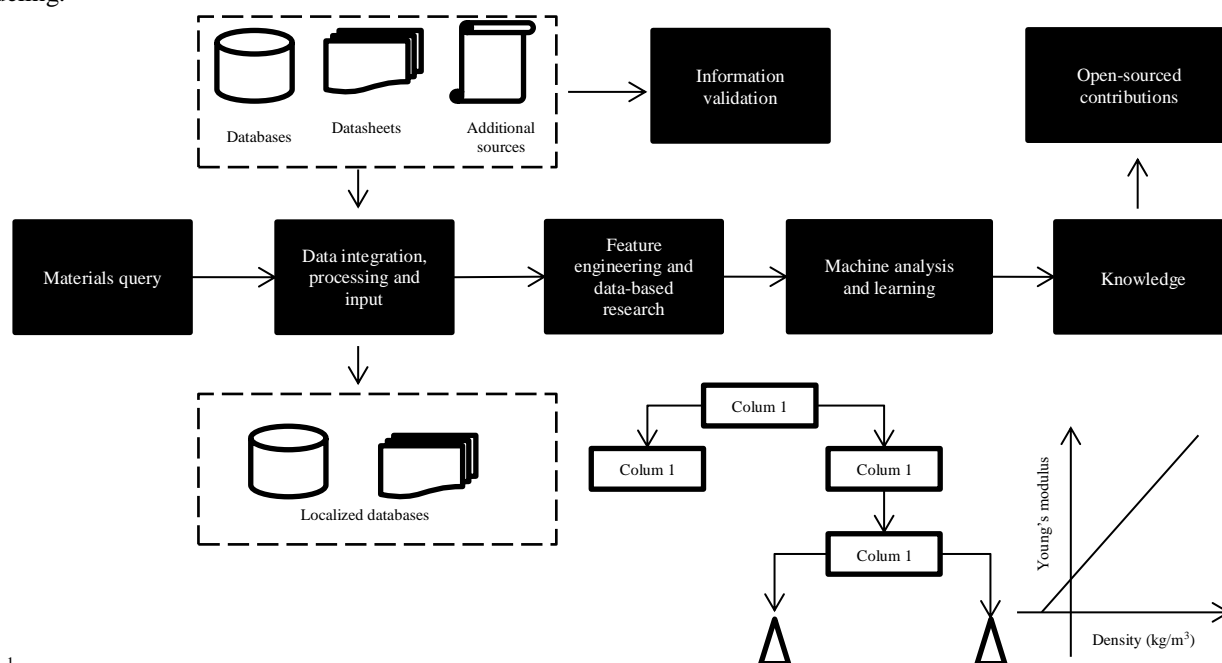 Databases
Datasheets
Additional
sources
Information
validation
Open-sourced
contributions
Materials query
Data integration,
processing and
input
Feature
engineering and
data-based
research
Machine analysis
and learning
Knowledge
Localized databases
Colum 1
Colum 1
Colum 1
Colum 1
Young's modulus
Density (kg/m³)
1